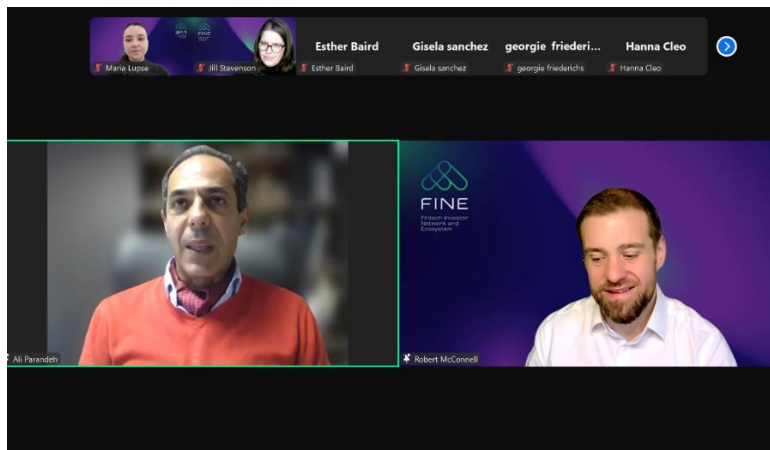 Esther Baird
Gisela sanchez
georgie friederi...
Hanna Cleo
Maria Lupse
Jill Stevenson
Esther Baird
Gisela sanchez
georgie friederichs
Hanna Cleo
FINE
Fintech Investor
Network and
Ecosystem
Ali Parandeh
Robert McConnell